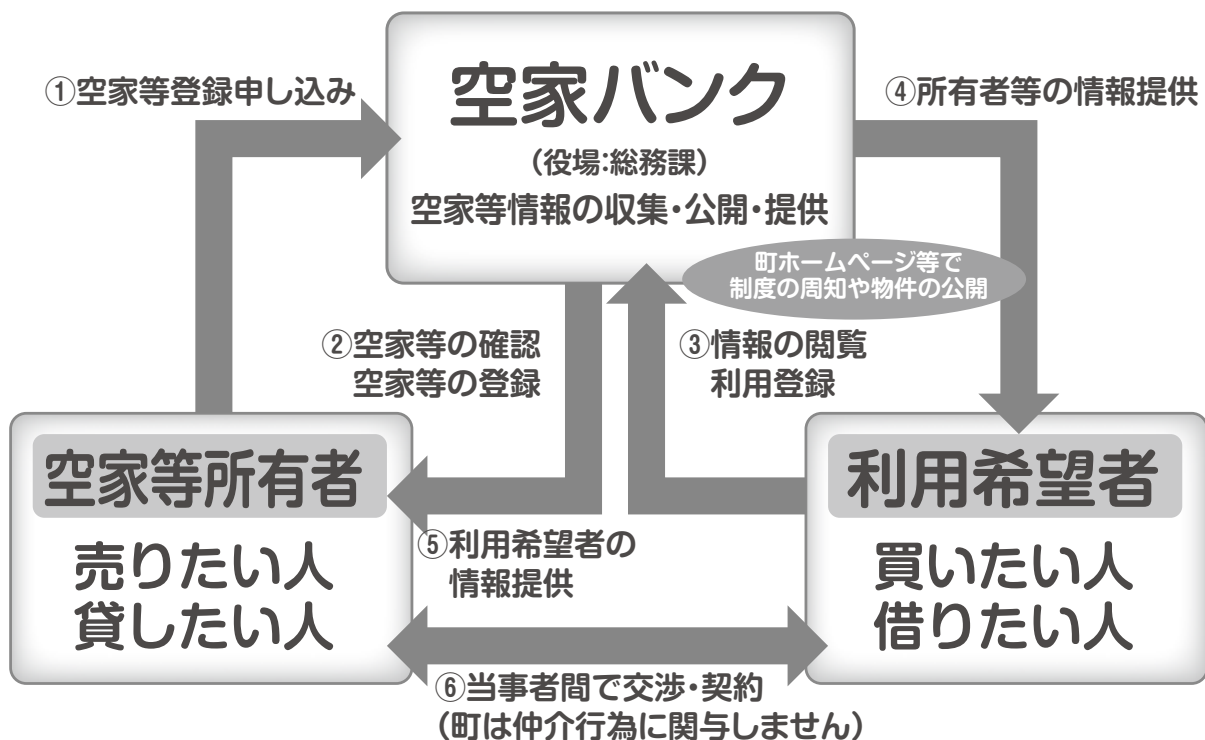 ①空家等登録申し込み
空家バンク
(役場:総務課)
空家等情報の収集・公開・提供
④所有者等の情報提供
町ホームページ等で
制度の周知や物件の公開
②空家等の確認
空家等の登録
③情報の閲覧
利用登録
空家等所有者
売りたい人
貸したい人
⑤利用希望者の
情報提供
利用希望者
買いたい人
借りたい人
⑥当事者間で交渉・契約
(町は仲介行為に関与しません)